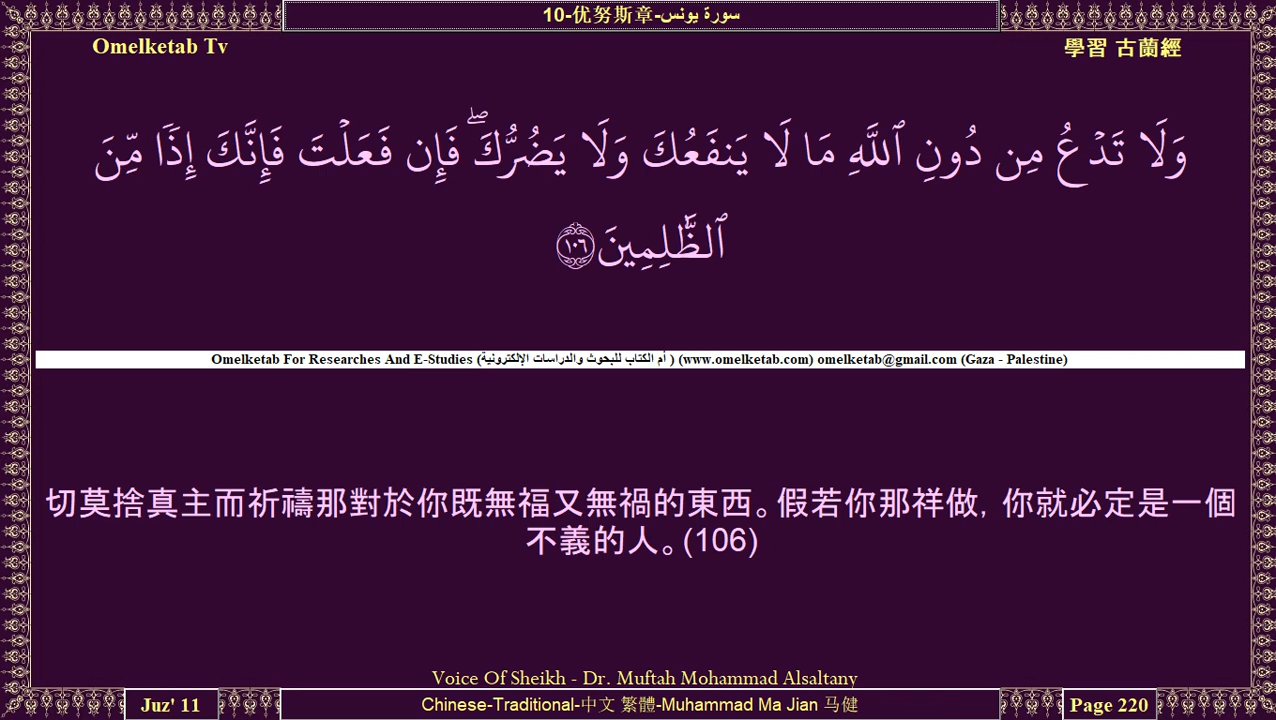 10-优努斯章-سورة يونس
Omelketab Tv
學習 古蘭經
وَلَا تَدۡعُ مِن دُونِ ٱللَّهِ مَا لَا يَنفَعُكَ وَلَا يَضُرُّكَۖ فَإِن فَعَلۡتَ فَإِنَّكَ إِذٗا مِّنَ
ٱلظَّٰلِمِينَ ١٠٦
Omelketab For Researches And E-Studies (أم الكتاب للبحوث والدراسات الإلكترونية ) (www.omelketab.com) omelketab@gmail.com (Gaza - Palestine)
切莫捨真主而祈禱那對於你既無福又無禍的東西。假若你那祥做，你就必定是一個
不義的人。(106)
Voice Of Sheikh - Dr. Muftah Mohammad Alsaltany
Juz' 11
Chinese-Traditional-中文 繁體-Muhammad Ma Jian 马健
Page 220